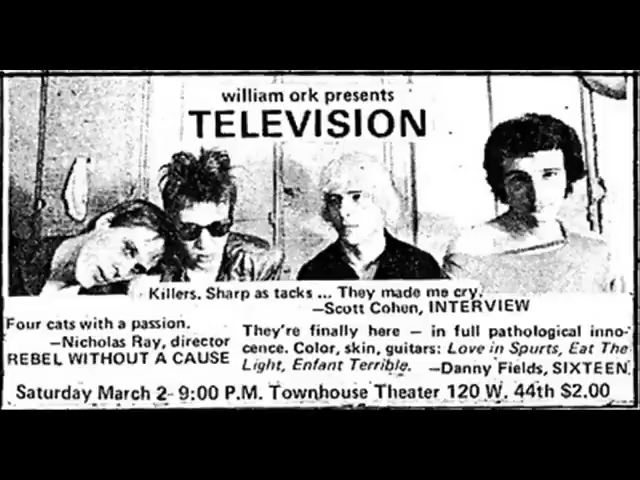 william ork presents
TELEVISION
Killers. Sharp as tacks ... They made me cry.
—Scott Cohen, INTERVIEW
Four cats with a passion.
—Nicholas Ray, director
REBEL WITHOUT A CAUSE
They're finally here — in full pathological inno-
cence. Color, skin, guitars: Love in Spurts, Eat The
Light, Enfant Terrible. —Danny Fields, SIXTEEN
Saturday March 2- 9:00 P.M. Townhouse Theater 120 W. 44th $2.00